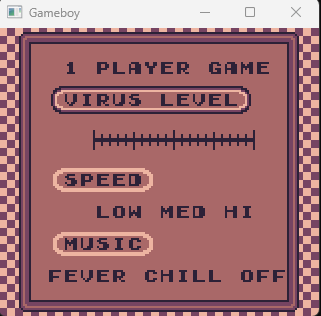 Gameboy
1 PLAYER GAME
VIRUS LEVEL
SPEED
LOW MED HI
MUSIC
FEVER CHILL OFF